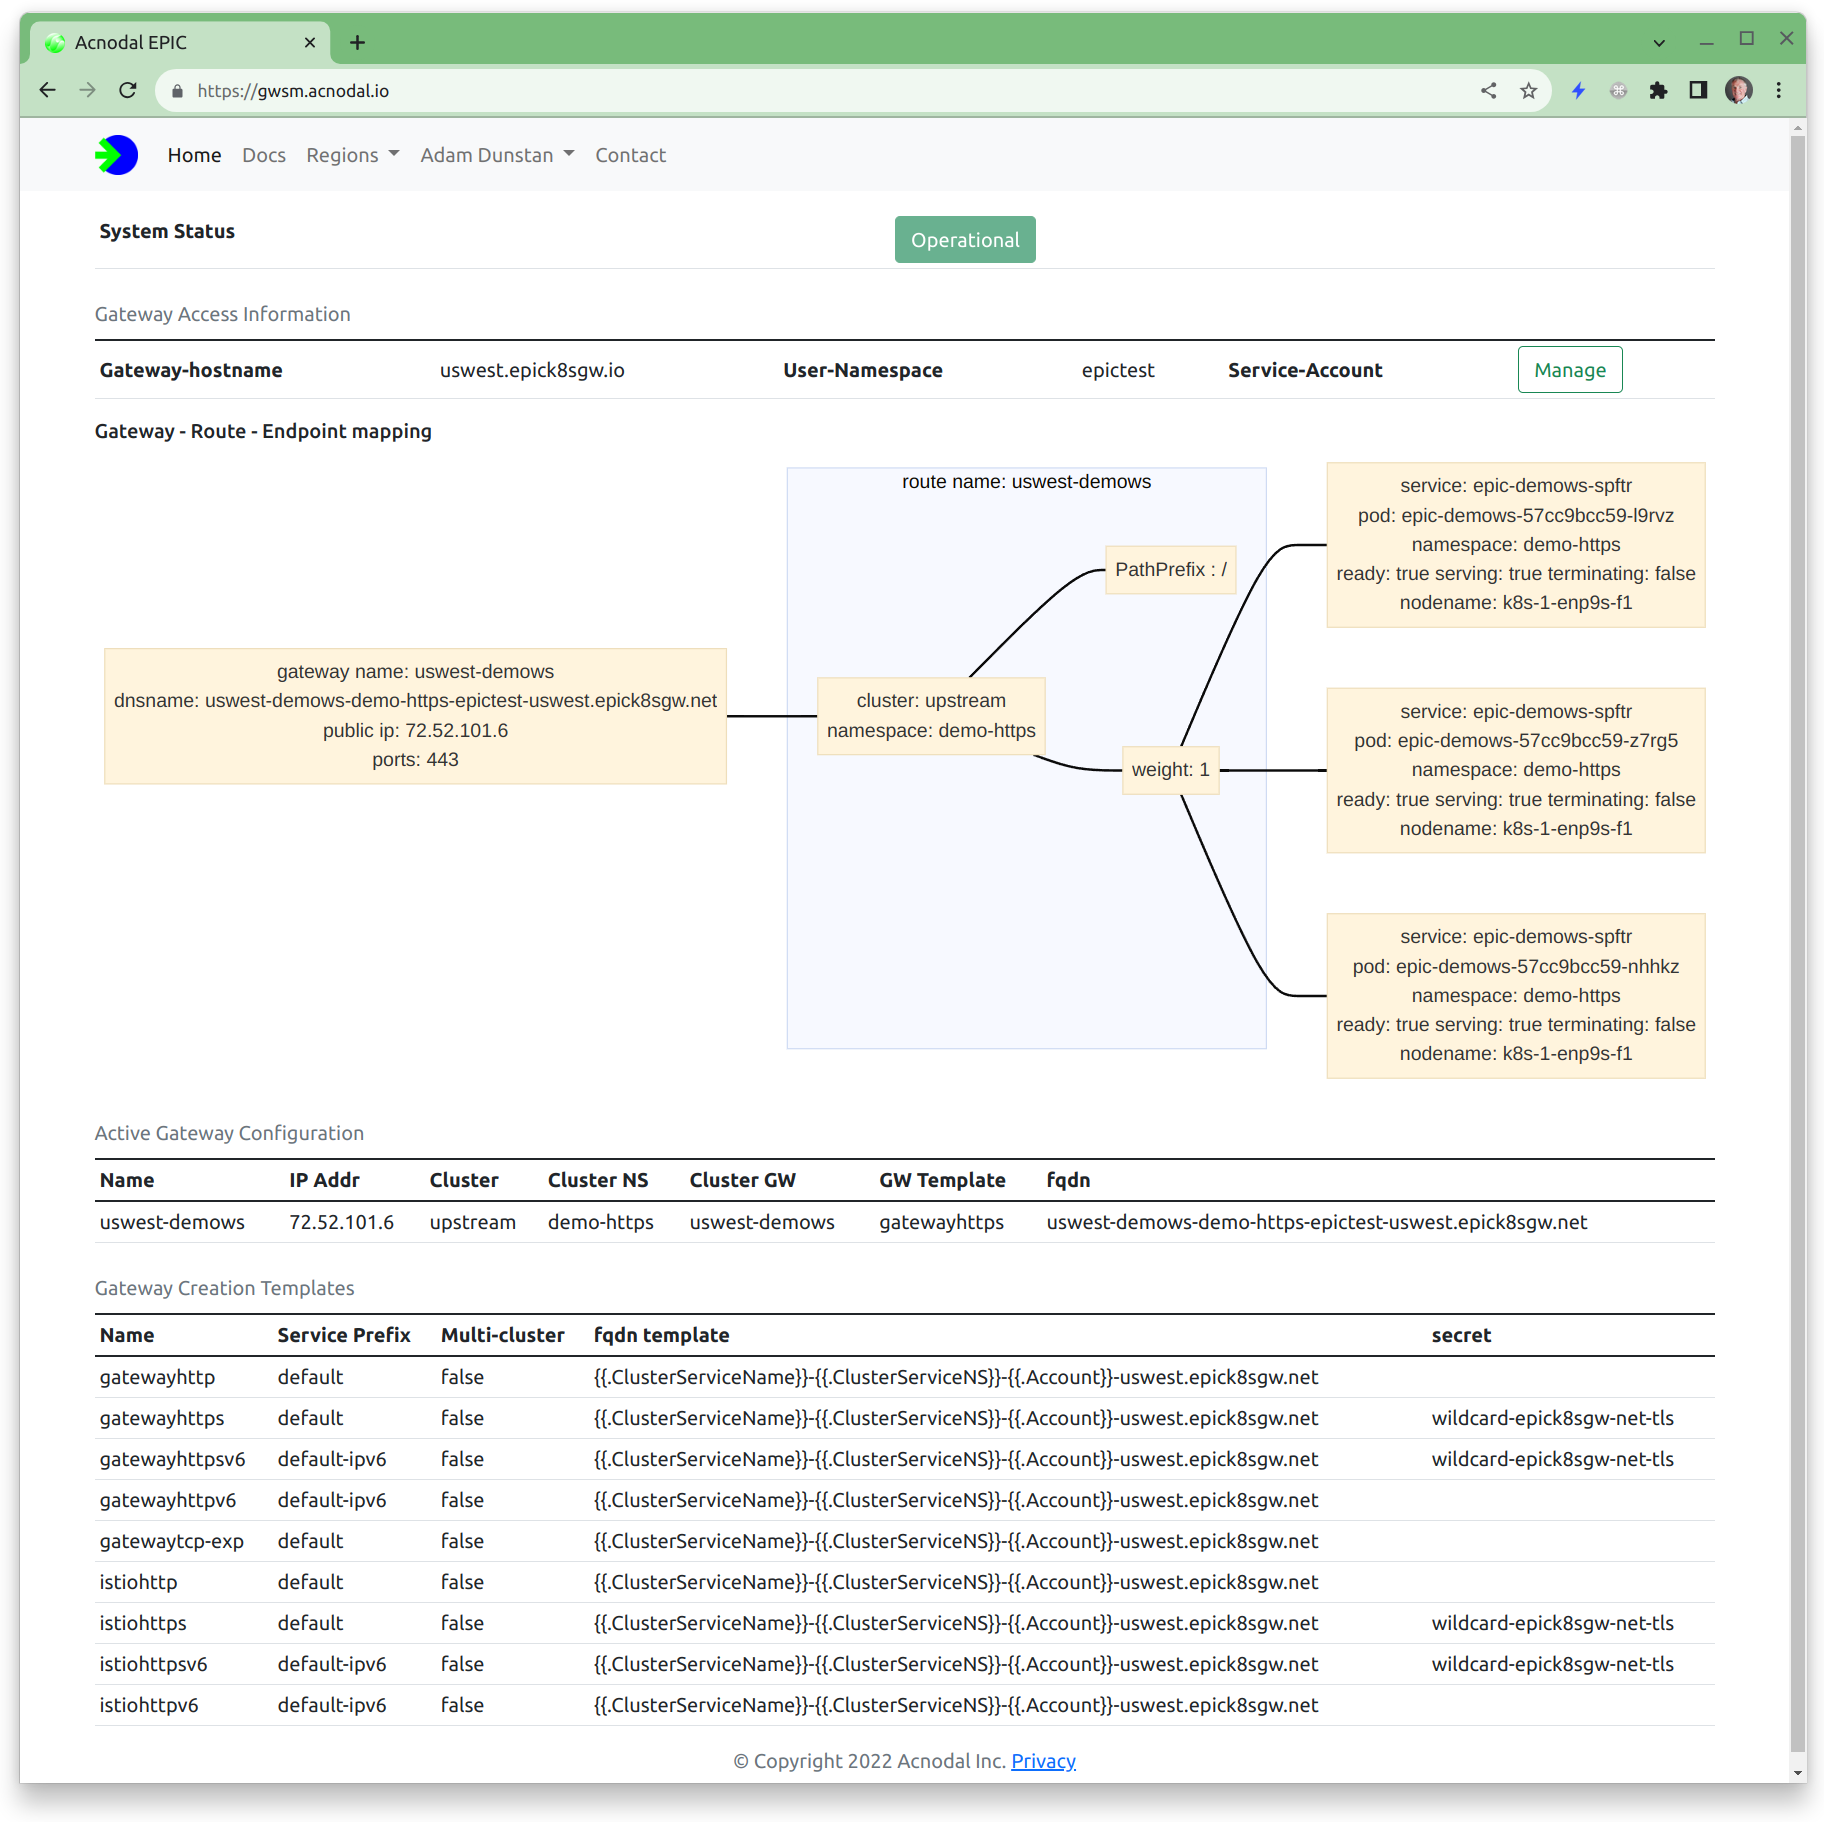 Acnodal EPIC
https://gwsm.acnodal.io
Home Docs Regions Adam Dunstan Contact
System Status Operational
Gateway Access Information
Gateway-hostname uswest.epick8sgw.io User-Namespace epictest Service-Account Manage
Gateway - Route - Endpoint mapping
gateway name: uswest-demows
dnsname: uswest-demows-demo-https-epictest-uswest.epick8sgw.net
public ip: 72.52.101.6
ports: 443
route name: uswest-demows
PathPrefix : /
cluster: upstream
namespace: demo-https
weight: 1
service: epic-demows-spftr
pod: epic-demows-57cc9bcc59-l9rvz
namespace: demo-https
ready: true serving: true terminating: false
nodename: k8s-1-enp9s-f1
service: epic-demows-spftr
pod: epic-demows-57cc9bcc59-z7rg5
namespace: demo-https
ready: true serving: true terminating: false
nodename: k8s-1-enp9s-f1
service: epic-demows-spftr
pod: epic-demows-57cc9bcc59-nhhkz
namespace: demo-https
ready: true serving: true terminating: false
nodename: k8s-1-enp9s-f1
Active Gateway Configuration
Name IP Addr Cluster Cluster NS Cluster GW GW Template fqdn
uswest-demows 72.52.101.6 upstream demo-https uswest-demows gatewayhttps uswest-demows-demo-https-epictest-uswest.epick8sgw.net
Gateway Creation Templates
Name Service Prefix Multi-cluster fqdn template secret
gatewayhttp default false {{.ClusterServiceName}}-{{.ClusterServiceNS}}-{{.Account}}-uswest.epick8sgw.net
gatewayhttps default false {{.ClusterServiceName}}-{{.ClusterServiceNS}}-{{.Account}}-uswest.epick8sgw.net wildcard-epick8sgw-net-tls
gatewayhttpsv6 default-ipv6 false {{.ClusterServiceName}}-{{.ClusterServiceNS}}-{{.Account}}-uswest.epick8sgw.net wildcard-epick8sgw-net-tls
gatewayhttpv6 default-ipv6 false {{.ClusterServiceName}}-{{.ClusterServiceNS}}-{{.Account}}-uswest.epick8sgw.net
gatewaytcp-exp default false {{.ClusterServiceName}}-{{.ClusterServiceNS}}-{{.Account}}-uswest.epick8sgw.net
istiohttp default false {{.ClusterServiceName}}-{{.ClusterServiceNS}}-{{.Account}}-uswest.epick8sgw.net
istiohttps default false {{.ClusterServiceName}}-{{.ClusterServiceNS}}-{{.Account}}-uswest.epick8sgw.net wildcard-epick8sgw-net-tls
istiohttpsv6 default-ipv6 false {{.ClusterServiceName}}-{{.ClusterServiceNS}}-{{.Account}}-uswest.epick8sgw.net wildcard-epick8sgw-net-tls
istiohttpv6 default-ipv6 false {{.ClusterServiceName}}-{{.ClusterServiceNS}}-{{.Account}}-uswest.epick8sgw.net
© Copyright 2022 Acnodal Inc. Privacy